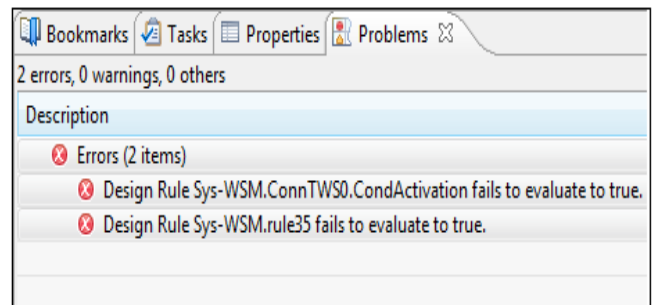 Bookmarks Tasks Properties Problems
2 errors, 0 warnings, 0 others
Description
Errors (2 items)
Design Rule Sys-WSM.ConnTWS0.CondActivation fails to evaluate to true.
Design Rule Sys-WSM.rule35 fails to evaluate to true.